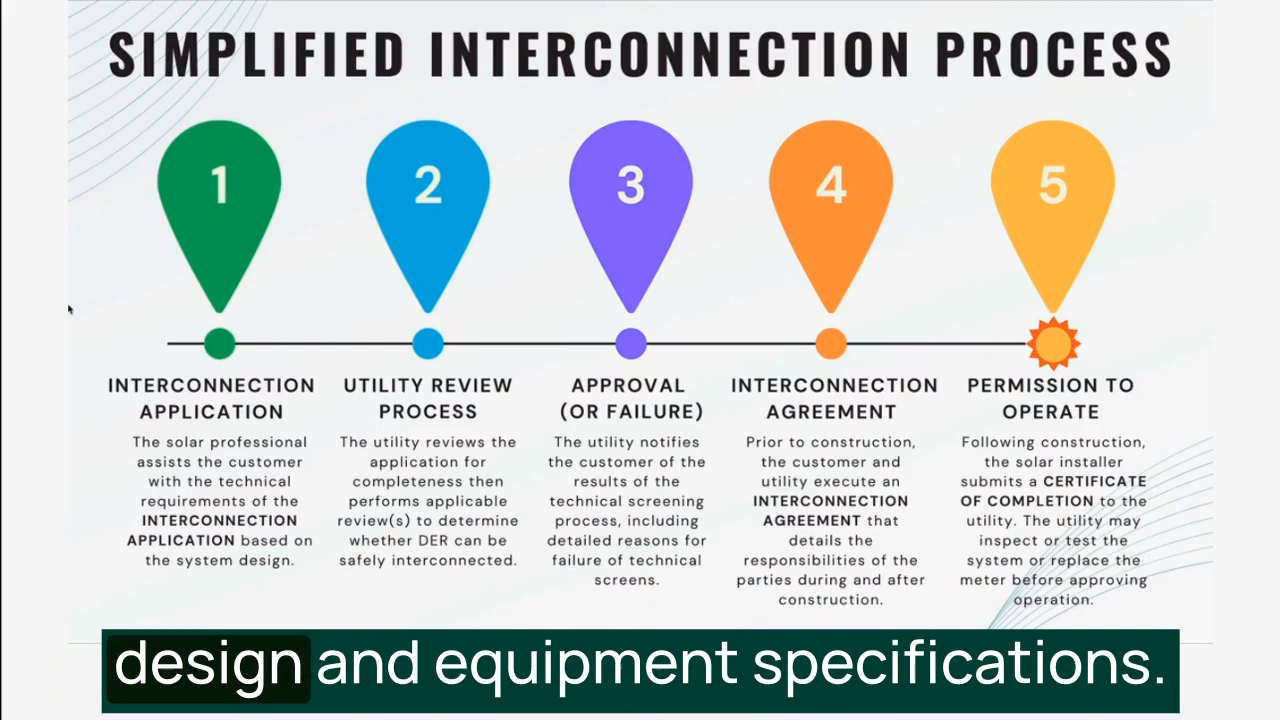 SIMPLIFIED INTERCONNECTION PROCESS
1
2
3
4
5
INTERCONNECTION
APPLICATION
The solar professional
assists the customer
with the technical
requirements of the
INTERCONNECTION
APPLICATION based on
the system design.
UTILITY REVIEW
PROCESS
The utility reviews the
application for
completeness then
performs applicable
review(s) to determine
whether DER can be
safely interconnected.
APPROVAL
(OR FAILURE)
The utility notifies
the customer of the
results of the
technical screening
process, including
detailed reasons for
failure of technical
screens.
INTERCONNECTION
AGREEMENT
Prior to construction,
the customer and
utility execute an
INTERCONNECTION
AGREEMENT that
details the
responsibilities of the
parties during and after
construction.
PERMISSION TO
OPERATE
Following construction,
the solar installer
submits a CERTIFICATE
OF COMPLETION to the
utility. The utility may
inspect or test the
system or replace the
meter before approving
operation.
design and equipment specifications.